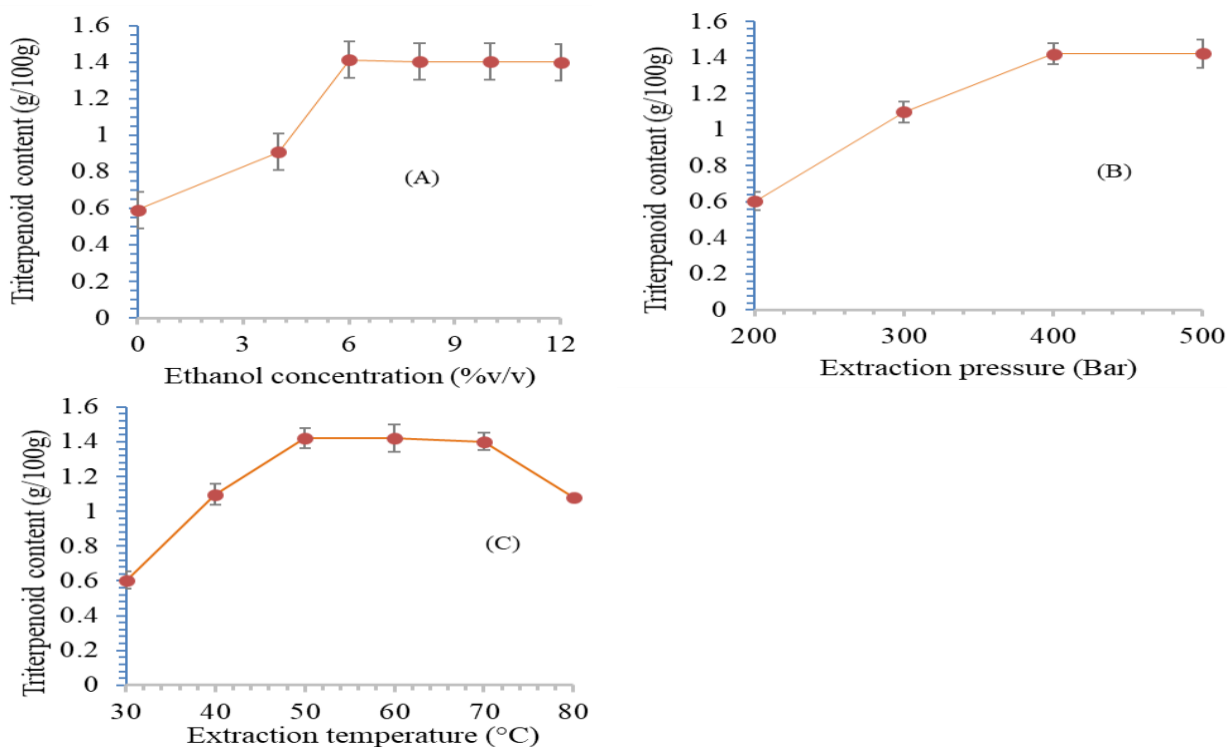 Triterpenoid content (g/100g)
1.6
1.4
1.2
1
0.8
0.6
0.4
0.2
0
(A)
0 3 6 9 12
Ethanol concentration (%v/v)
Triterpenoid content (g/100g)
1.6
1.4
1.2
1
0.8
0.6
0.4
0.2
0
(B)
200 300 400 500
Extraction pressure (Bar)
Triterpenoid content (g/100g)
1.6
1.4
1.2
1
0.8
0.6
0.4
0.2
0
(C)
30 40 50 60 70 80
Extraction temperature (°C)